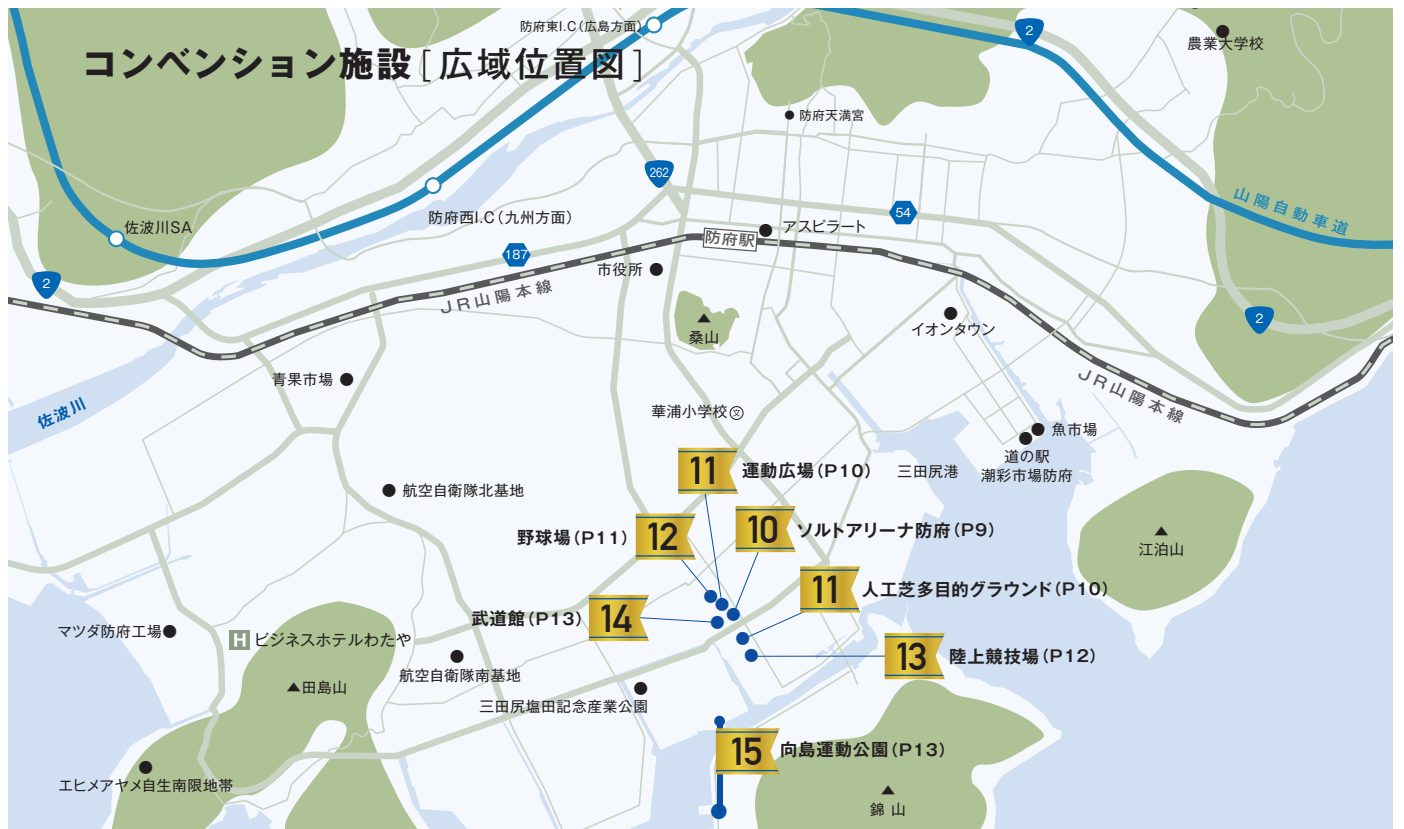 防府東I.C（広島方面）
2
農業大学校
コンベンション施設［広域位置図］
防府天満宮
262
山陽自動車道
54
佐波川SA
防府西I.C（九州方面）
アスピラート
防府駅
187
市役所
2
JR山陽本線
2
イオンタウン
桑山
青果市場
JR山陽本線
佐波川
華浦小学校
文
魚市場
道の駅
潮彩市場防府
三田尻港
11
運動広場（P10）
航空自衛隊北基地
12
野球場（P11）
10
ソルトアリーナ防府（P9）
江泊山
11
人工芝多目的グラウンド（P10）
14
武道館（P13）
マツダ防府工場
H
ビジネスホテルわたや
13
陸上競技場（P12）
航空自衛隊南基地
田島山
三田尻塩田記念産業公園
15
向島運動公園（P13）
エヒメアヤメ自生南限地帯
錦山